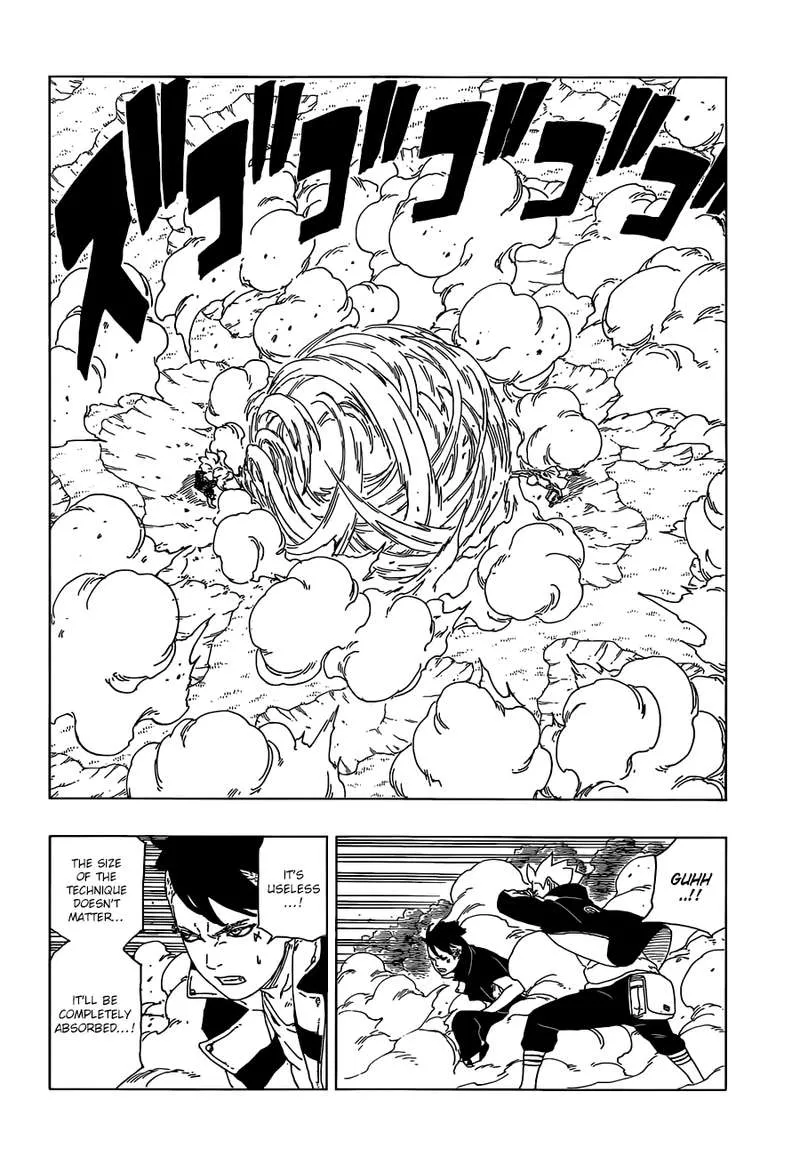 ズゴゴゴゴゴ
GUHH
..!!
IT'S
USELESS
...!
THE SIZE
OF THE
TECHNIQUE
DOESN'T
MATTER...
IT'LL BE
COMPLETELY
ABSORBED...!